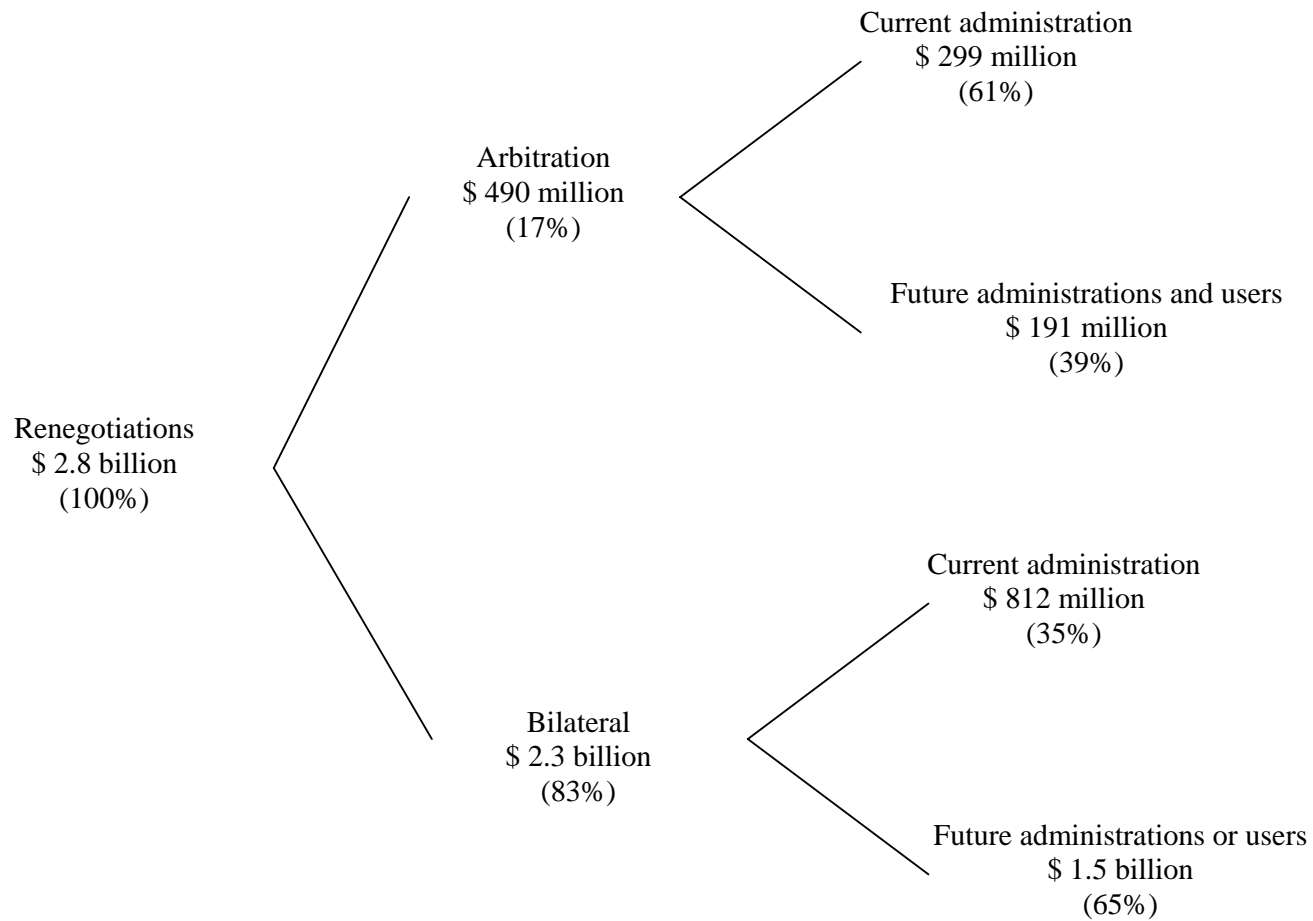 Current administration
$ 299 million
(61%)
Arbitration
$ 490 million
(17%)
Future administrations and users
$ 191 million
(39%)
Renegotiations
$ 2.8 billion
(100%)
Current administration
$ 812 million
(35%)
Bilateral
$ 2.3 billion
(83%)
Future administrations or users
$ 1.5 billion
(65%)